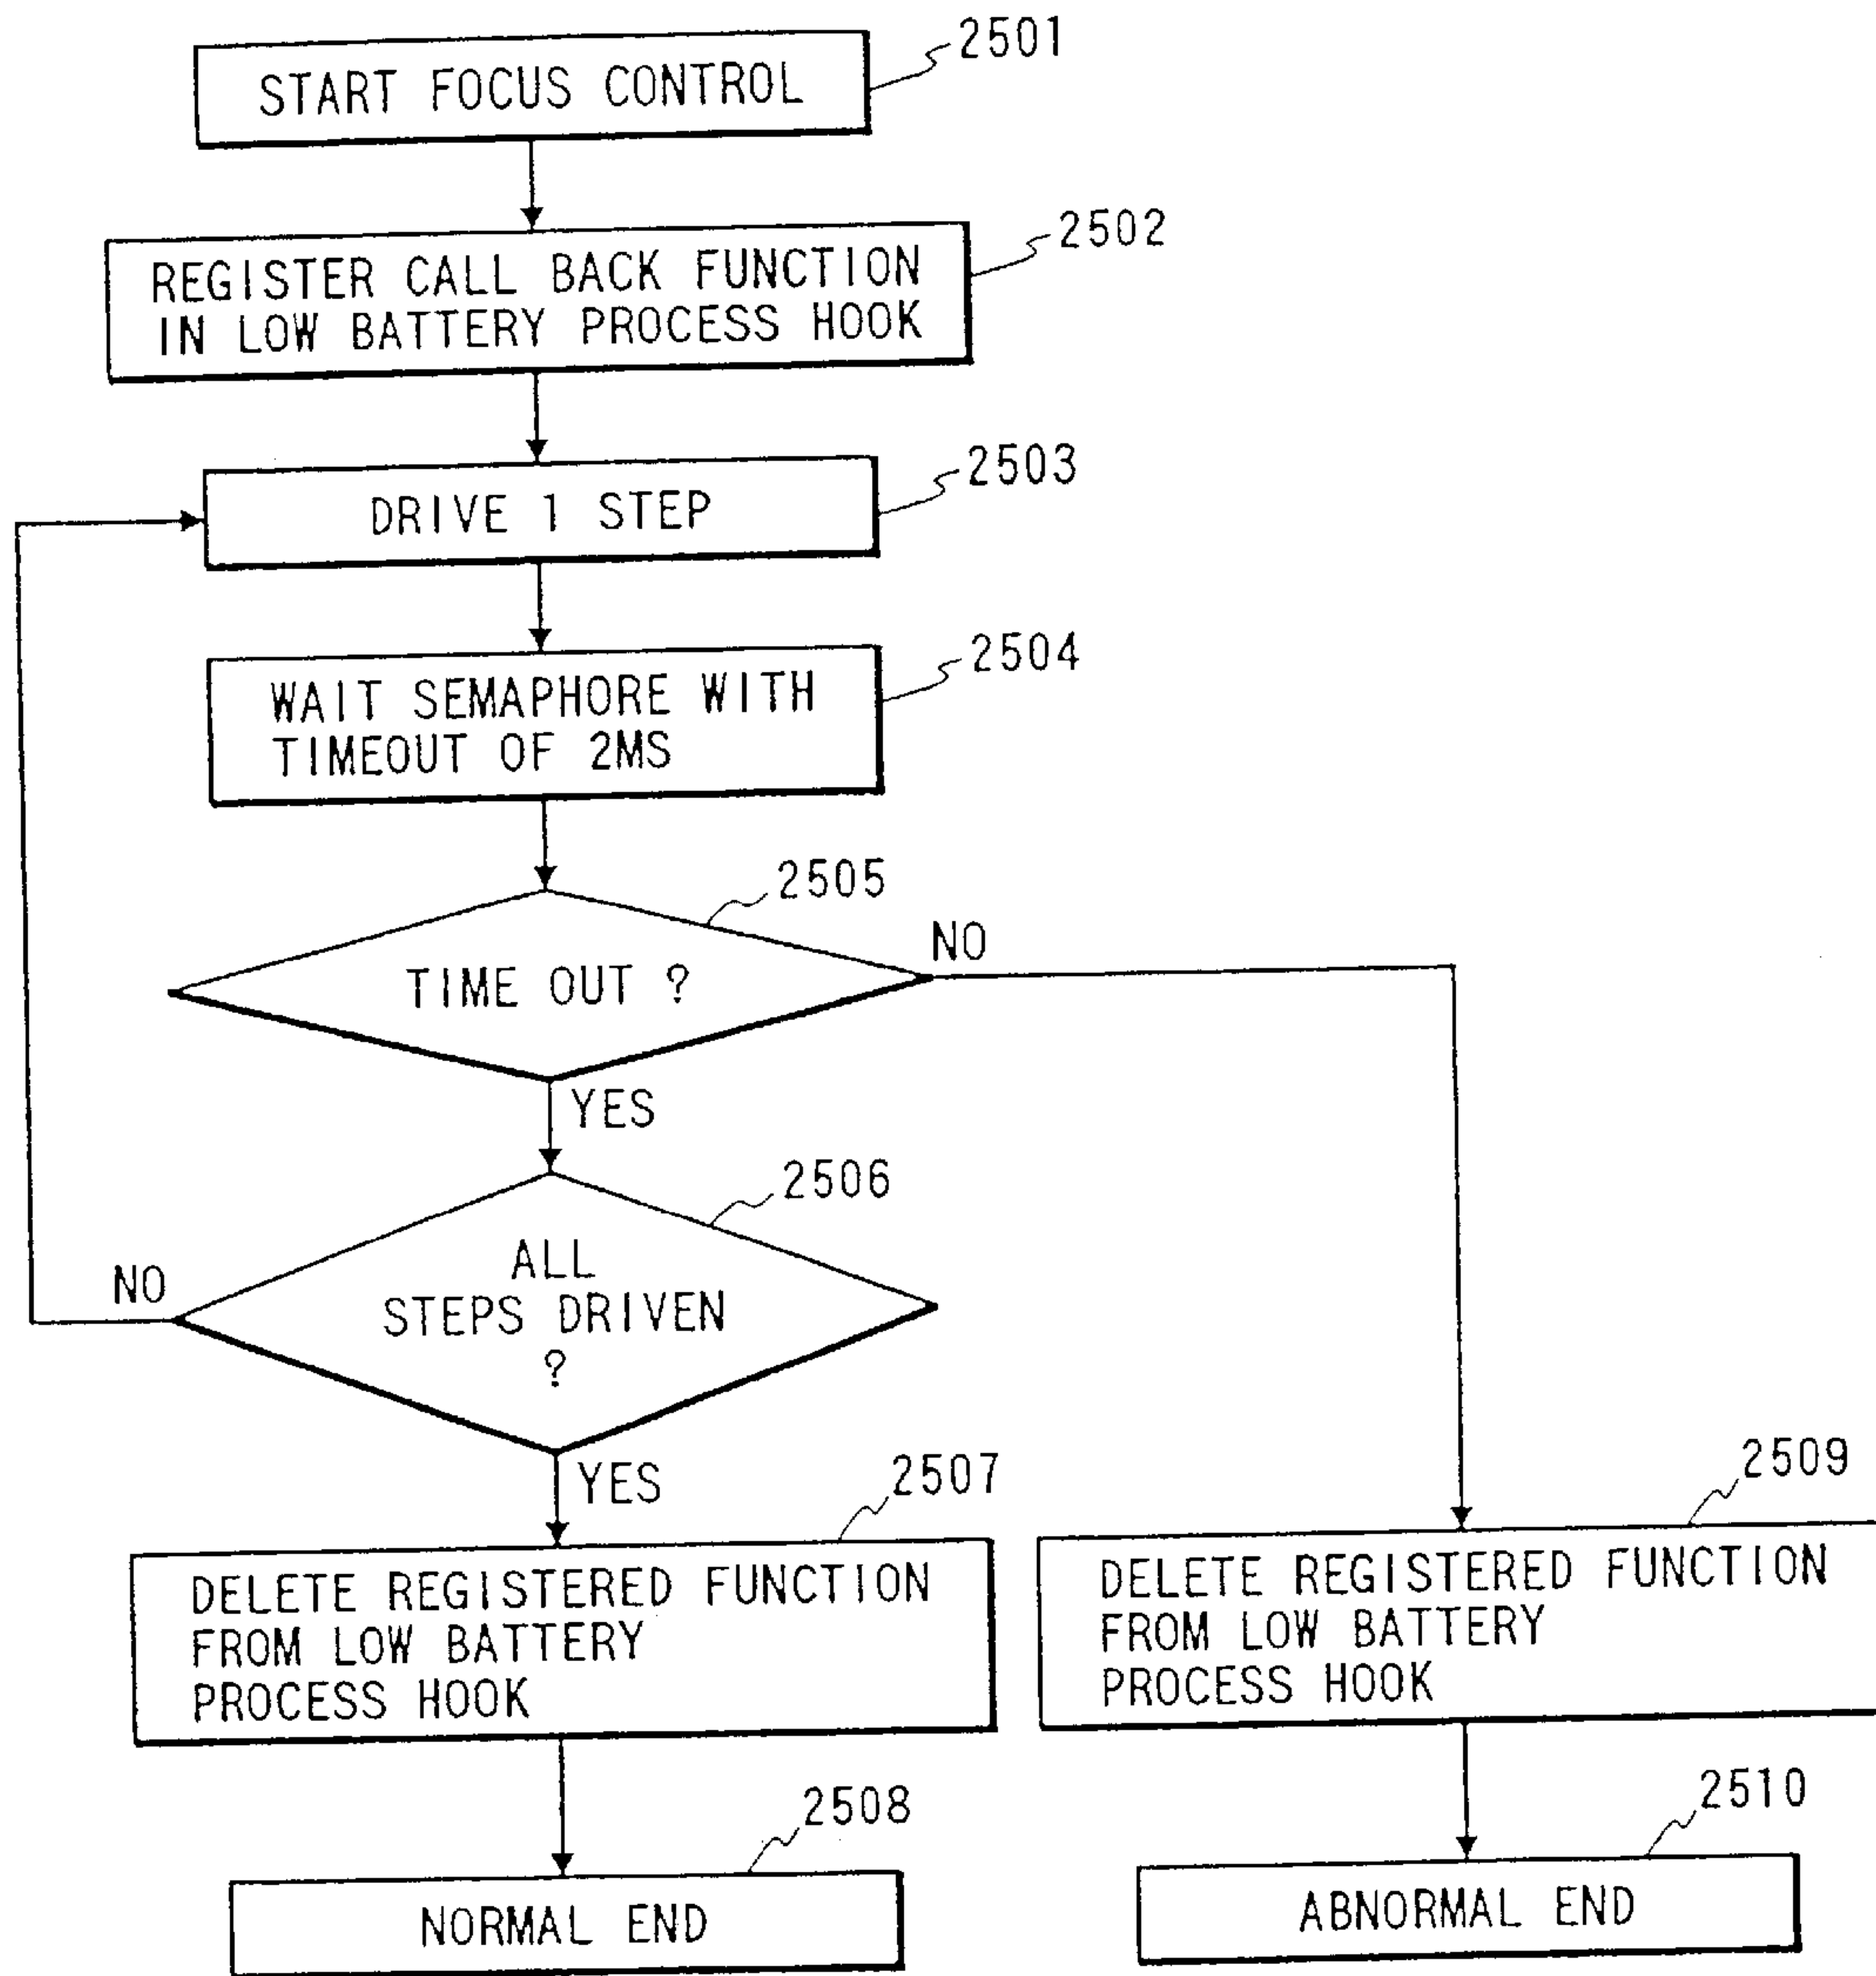 2501
START FOCUS CONTROL
2502
REGISTER CALL BACK FUNCTION
IN LOW BATTERY PROCESS HOOK
2503
DRIVE 1 STEP
2504
WAIT SEMAPHORE WITH
TIMEOUT OF 2MS
2505
TIME OUT ?
NO
YES
2506
ALL
STEPS DRIVEN
?
NO
YES
2507
DELETE REGISTERED FUNCTION
FROM LOW BATTERY
PROCESS HOOK
2509
DELETE REGISTERED FUNCTION
FROM LOW BATTERY
PROCESS HOOK
2508
NORMAL END
2510
ABNORMAL END